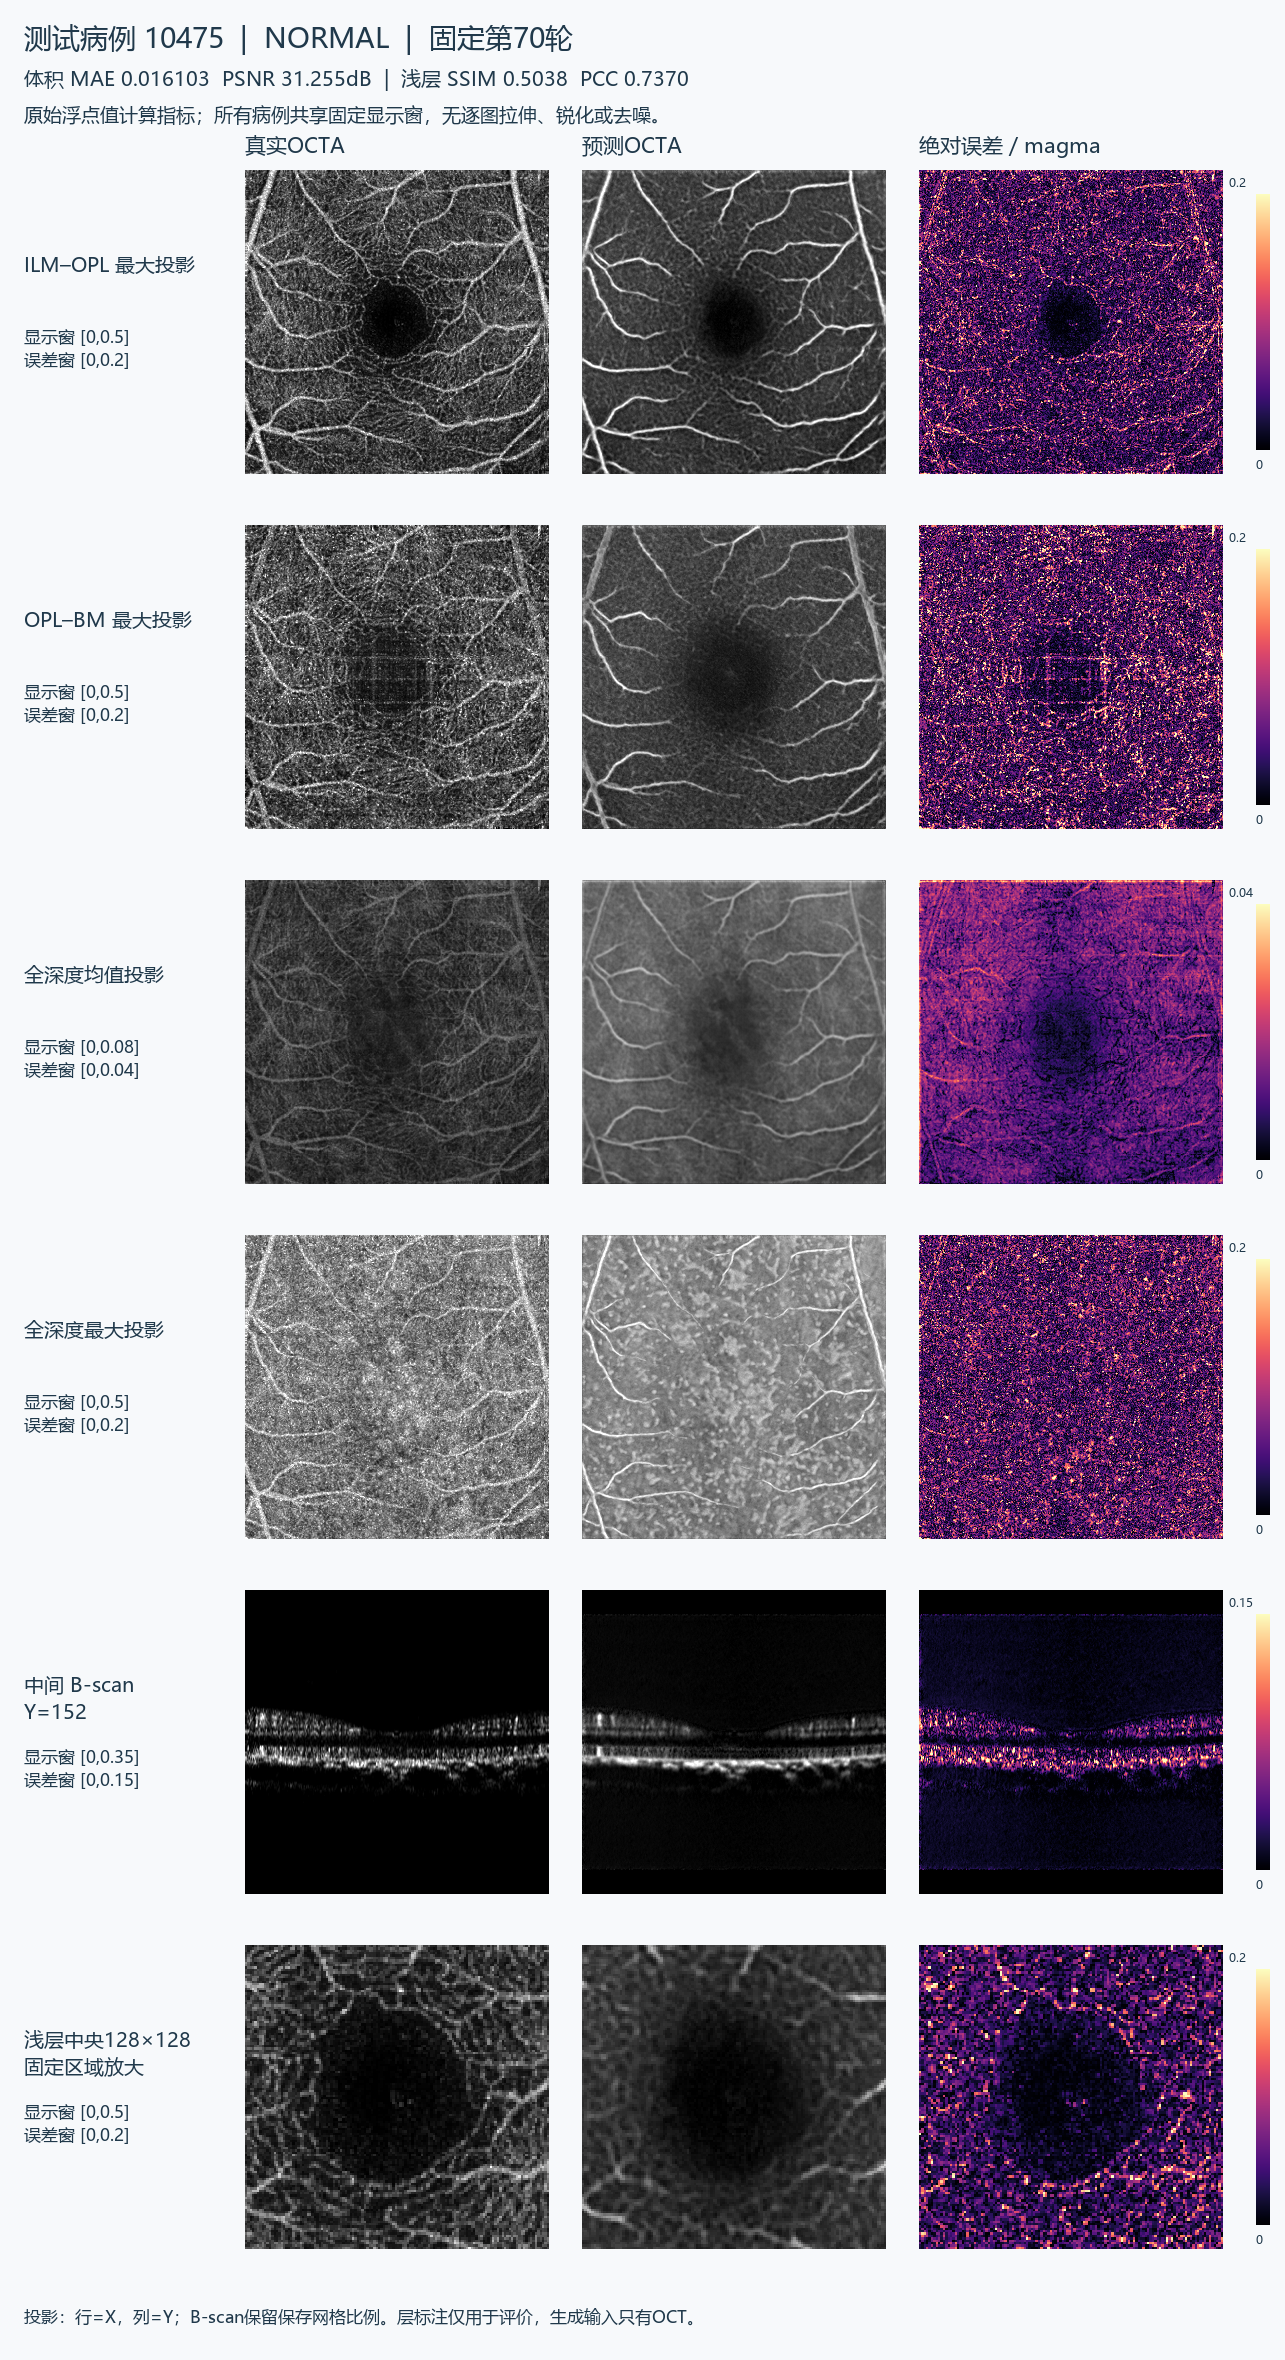 测试病例 10475 | NORMAL | 固定第70轮
体积 MAE 0.016103 PSNR 31.255dB | 浅层 SSIM 0.5038 PCC 0.7370
原始浮点值计算指标；所有病例共享固定显示窗，无逐图拉伸、锐化或去噪。
真实OCTA 预测OCTA 绝对误差 / magma
0.2
ILM–OPL 最大投影
显示窗 [0,0.5]
误差窗 [0,0.2]
0
0.2
OPL–BM 最大投影
显示窗 [0,0.5]
误差窗 [0,0.2]
0
0.04
全深度均值投影
显示窗 [0,0.08]
误差窗 [0,0.04]
0
0.2
全深度最大投影
显示窗 [0,0.5]
误差窗 [0,0.2]
0
0.15
中间 B-scan
Y=152
显示窗 [0,0.35]
误差窗 [0,0.15]
0
0.2
浅层中央128×128
固定区域放大
显示窗 [0,0.5]
误差窗 [0,0.2]
0
投影：行=X，列=Y；B-scan保留保存网格比例。层标注仅用于评价，生成输入只有OCT。